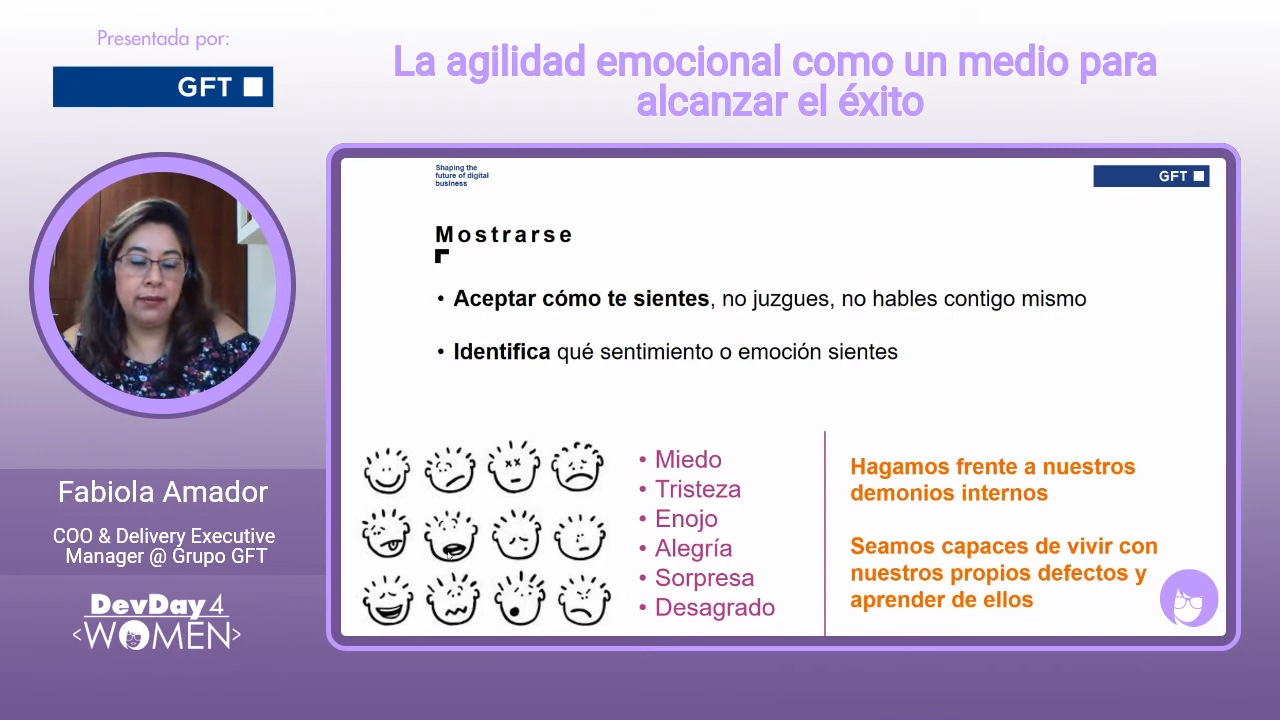 Presentada por:
GFT
La agilidad emocional como un medio para
alcanzar el éxito
Shaping the
future of digital
business
GFT
Mostrarse
• Aceptar cómo te sientes, no juzgues, no hables contigo mismo
• Identifica qué sentimiento o emoción sientes
• Miedo
• Tristeza
• Enojo
• Alegría
• Sorpresa
• Desagrado
Hagamos frente a nuestros
demonios internos
Seamos capaces de vivir con
nuestros propios defectos y
aprender de ellos
Fabiola Amador
COO & Delivery Executive
Manager @ Grupo GFT
DevDay4
<WOMEN>